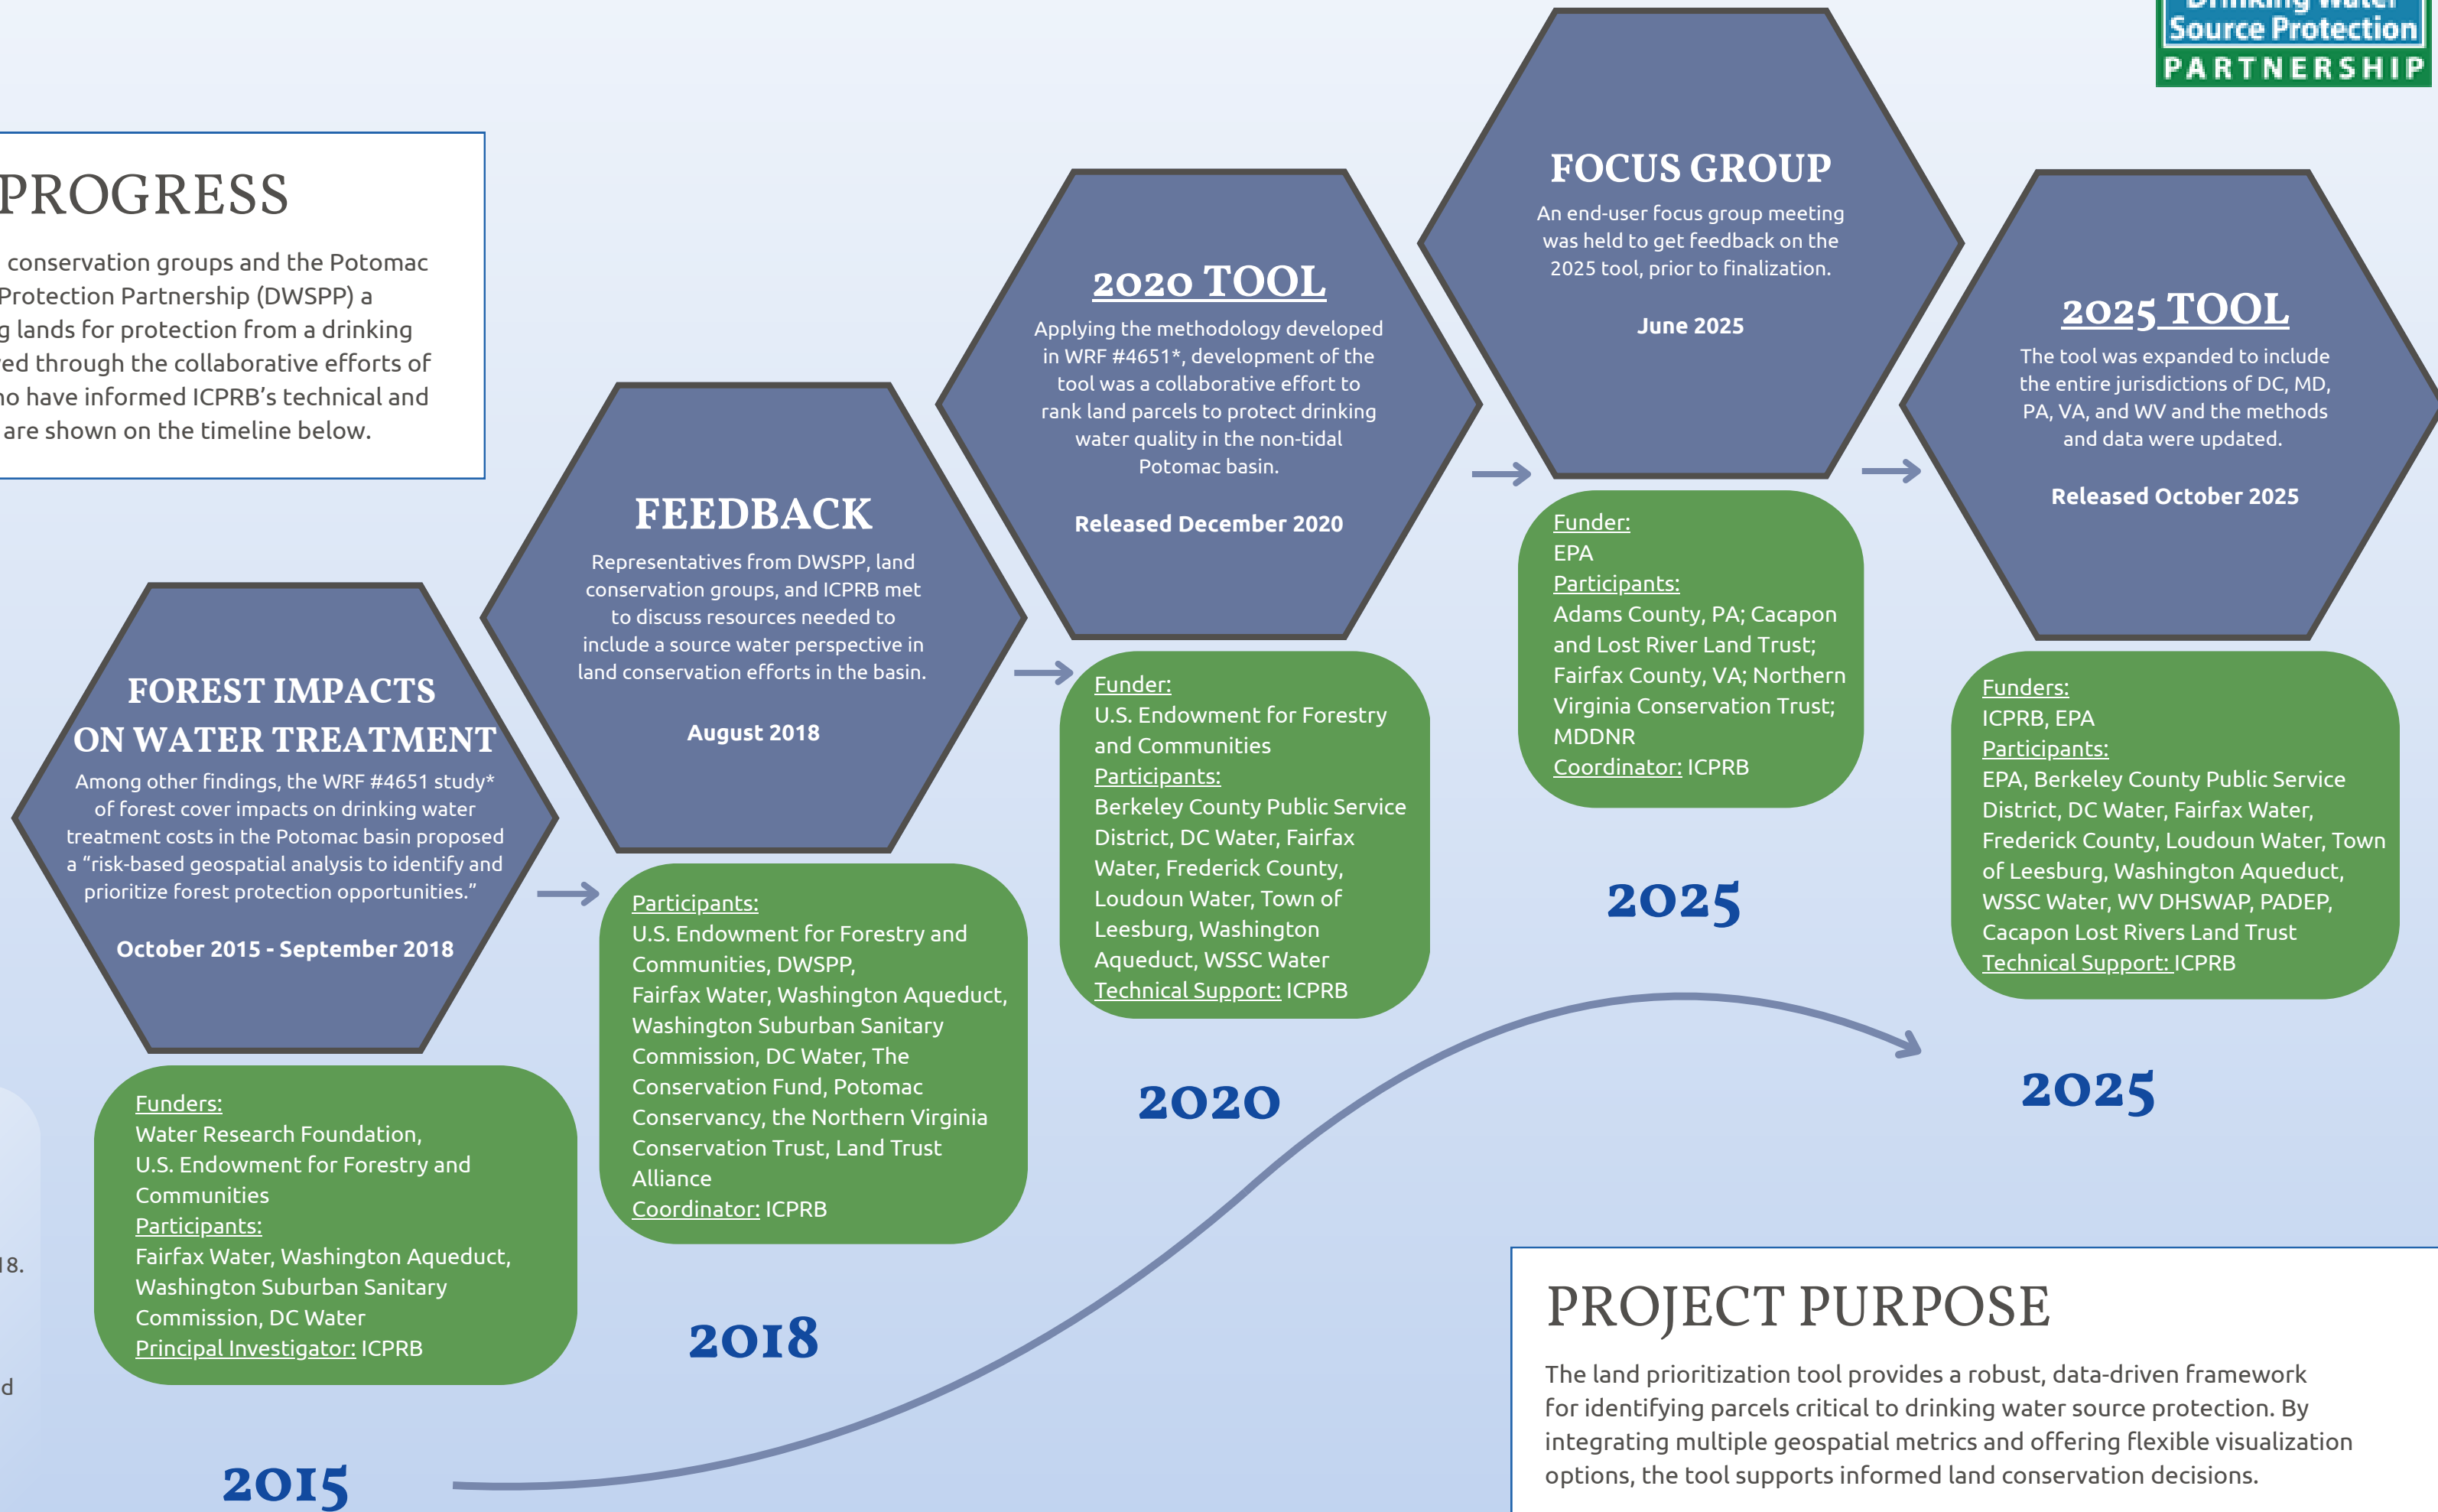 Drinking Water
Source Protection
PARTNERSHIP
PROGRESS
conservation groups and the Potomac
Protection Partnership (DWSPP) a
lands for protection from a drinking
through the collaborative efforts of
have informed ICPRB’s technical and
are shown on the timeline below.
FOREST IMPACTS
ON WATER TREATMENT
Among other findings, the WRF #4651 study*
of forest cover impacts on drinking water
treatment costs in the Potomac basin proposed
a “risk-based geospatial analysis to identify and
prioritize forest protection opportunities.”
October 2015 - September 2018
Funders:
Water Research Foundation,
U.S. Endowment for Forestry and
Communities
Participants:
Fairfax Water, Washington Aqueduct,
Washington Suburban Sanitary
Commission, DC Water
Principal Investigator: ICPRB
2015
FEEDBACK
Representatives from DWSPP, land
conservation groups, and ICPRB met
to discuss resources needed to
include a source water perspective in
land conservation efforts in the basin.
August 2018
Participants:
U.S. Endowment for Forestry and
Communities, DWSPP,
Fairfax Water, Washington Aqueduct,
Washington Suburban Sanitary
Commission, DC Water, The
Conservation Fund, Potomac
Conservancy, the Northern Virginia
Conservation Trust, Land Trust
Alliance
Coordinator: ICPRB
2018
2020 TOOL
Applying the methodology developed
in WRF #4651*, development of the
tool was a collaborative effort to
rank land parcels to protect drinking
water quality in the non-tidal
Potomac basin.
Released December 2020
Funder:
U.S. Endowment for Forestry
and Communities
Participants:
Berkeley County Public Service
District, DC Water, Fairfax
Water, Frederick County,
Loudoun Water, Town of
Leesburg, Washington
Aqueduct, WSSC Water
Technical Support: ICPRB
2020
FOCUS GROUP
An end-user focus group meeting
was held to get feedback on the
2025 tool, prior to finalization.
June 2025
Funder:
EPA
Participants:
Adams County, PA; Cacapon
and Lost River Land Trust;
Fairfax County, VA; Northern
Virginia Conservation Trust;
MDDNR
Coordinator: ICPRB
2025
2025 TOOL
The tool was expanded to include
the entire jurisdictions of DC, MD,
PA, VA, and WV and the methods
and data were updated.
Released October 2025
Funders:
ICPRB, EPA
Participants:
EPA, Berkeley County Public Service
District, DC Water, Fairfax Water,
Frederick County, Loudoun Water, Town
of Leesburg, Washington Aqueduct,
WSSC Water, WV DHSWAP, PADEP,
Cacapon Lost Rivers Land Trust
Technical Support: ICPRB
2025
18.
d
PROJECT PURPOSE
The land prioritization tool provides a robust, data-driven framework
for identifying parcels critical to drinking water source protection. By
integrating multiple geospatial metrics and offering flexible visualization
options, the tool supports informed land conservation decisions.